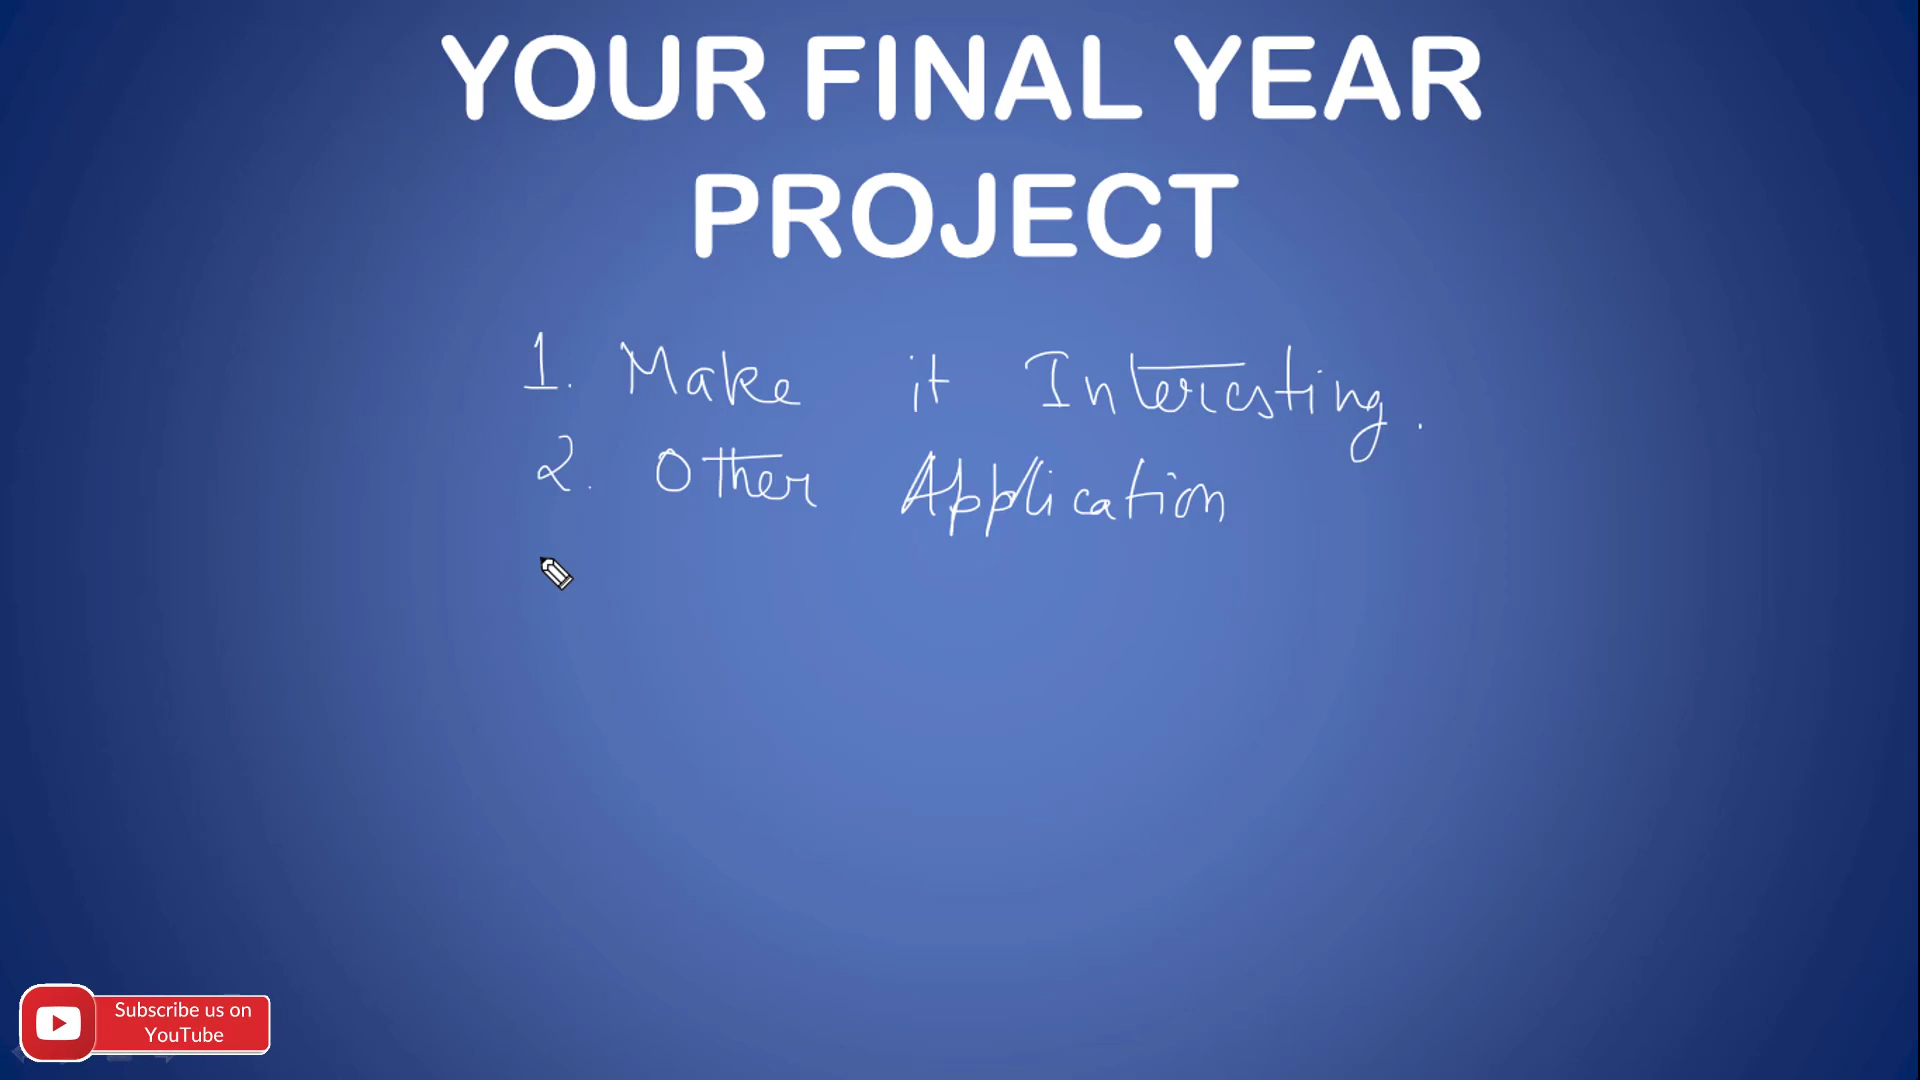 YOUR FINAL YEAR
PROJECT
1. Make it Interesting.
2. Other Application
Subscribe us on
YouTube